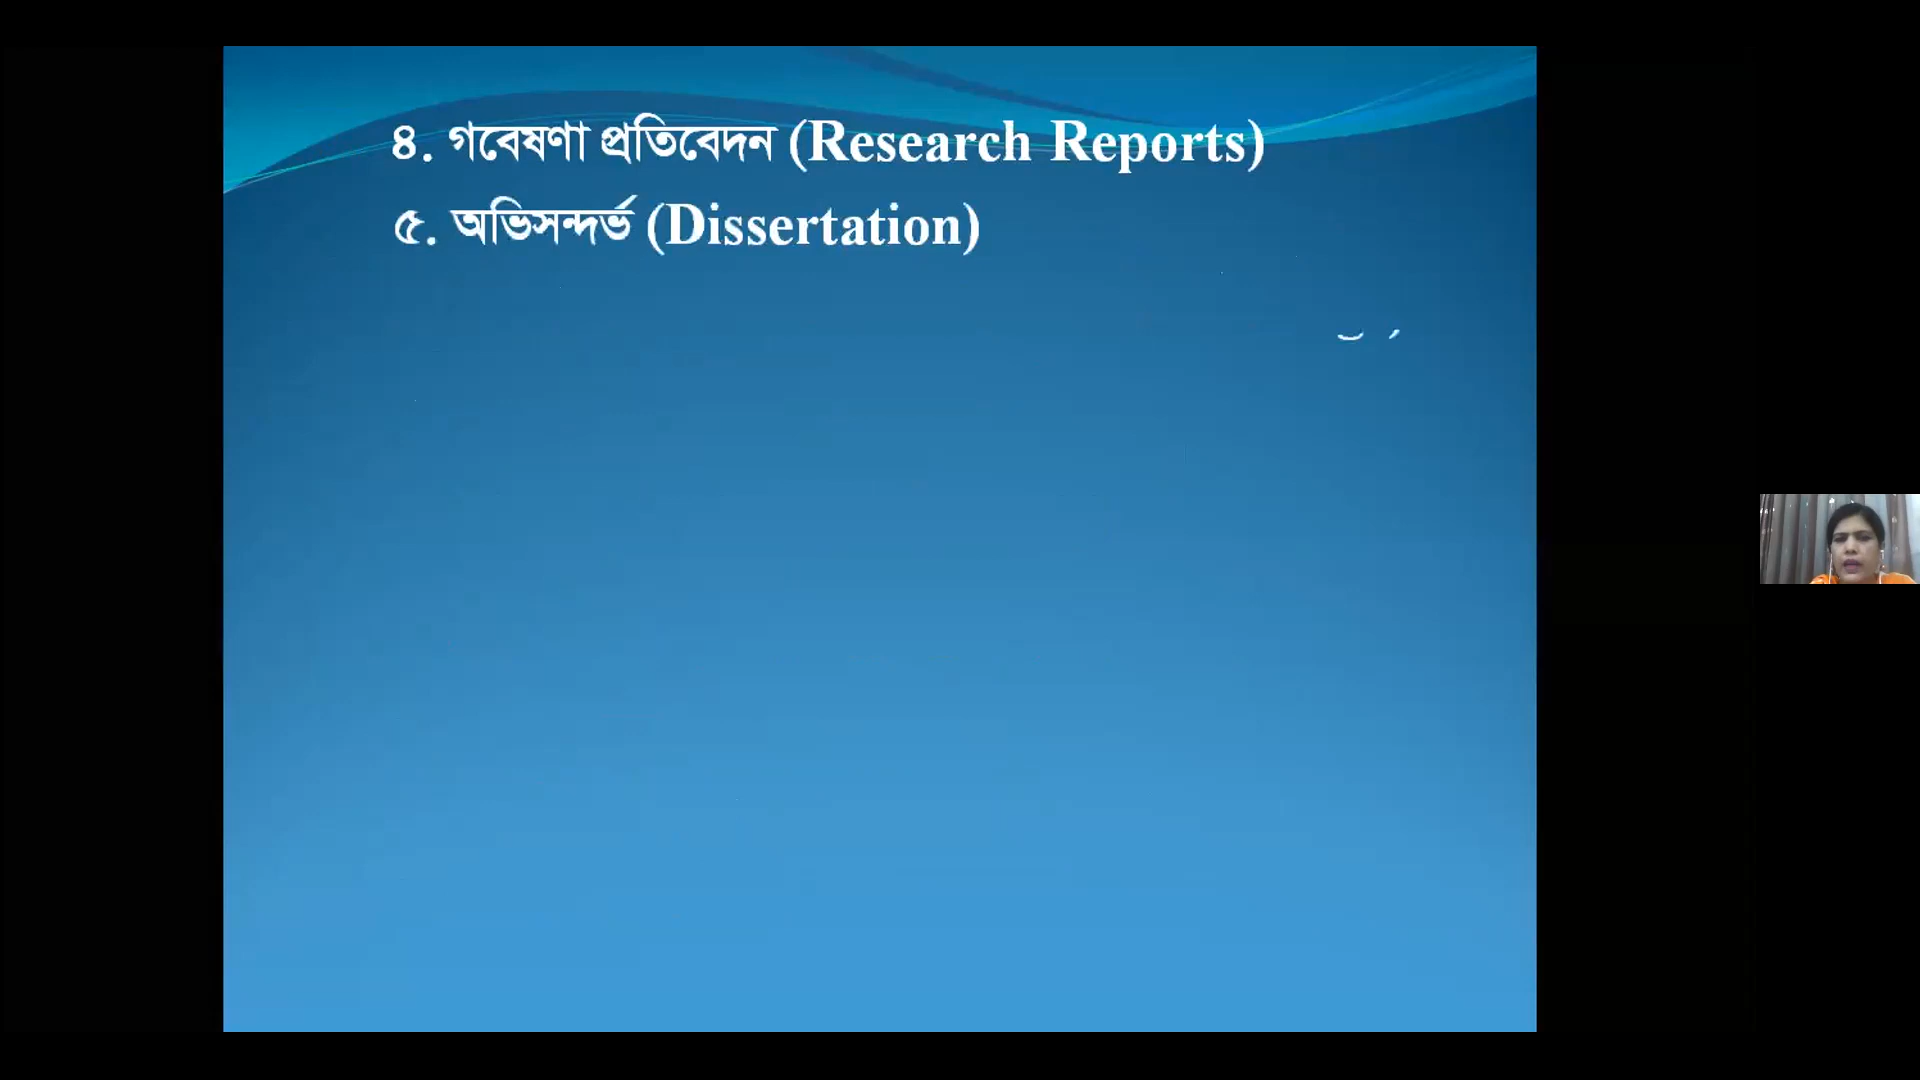 ৪. গবেষণা প্রতিবেদন (Research Reports)
৫. অভিসন্দর্ভ (Dissertation)